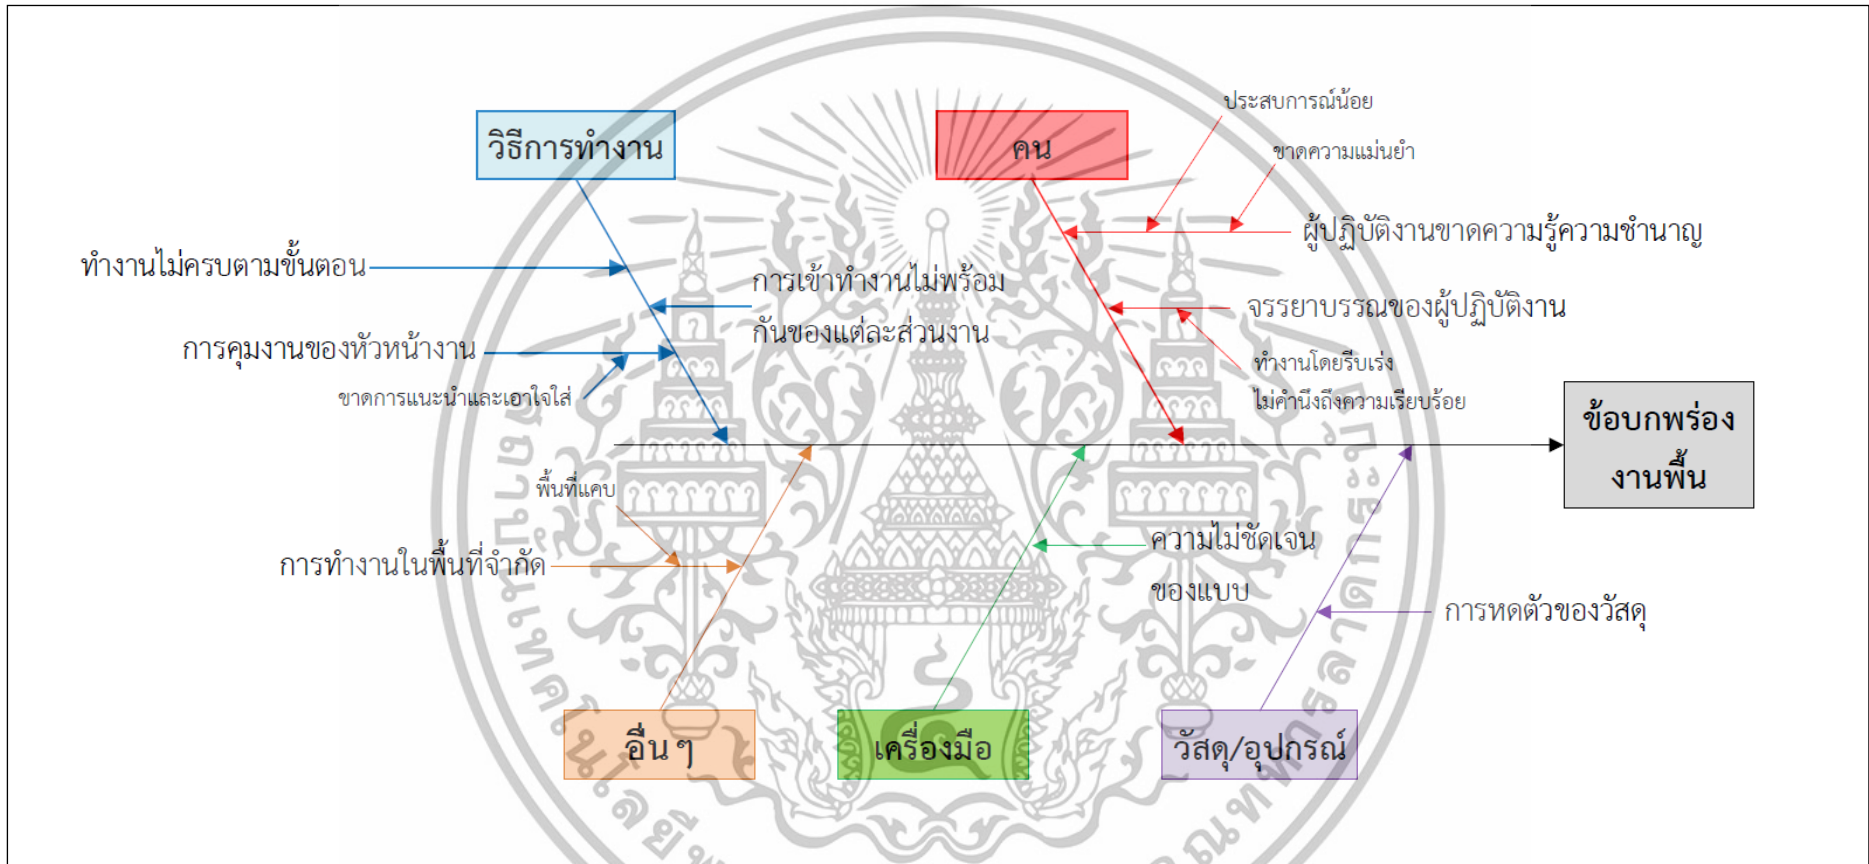 ประสบการณ์น้อย
วิธีการทำงาน
คน
ขาดความแม่นยำ
ผู้ปฏิบัติงานขาดความรู้ความชำนาญ
ทำงานไม่ครบตามขั้นตอน
การเข้าทำงานไม่พร้อม
กันของแต่ละส่วนงาน
จรรยาบรรณของผู้ปฏิบัติงาน
การคุมงานของหัวหน้างาน
ทำงานโดยรีบเร่ง
ไม่คำนึงถึงความเรียบร้อย
ขาดการแนะนำและเอาใจใส่
ข้อบกพร่อง
งานพื้น
พื้นที่แคบ
การทำงานในพื้นที่จำกัด
ความไม่ชัดเจน
ของแบบ
การหดตัวของวัสดุ
อื่น ๆ
เครื่องมือ
วัสดุ/อุปกรณ์